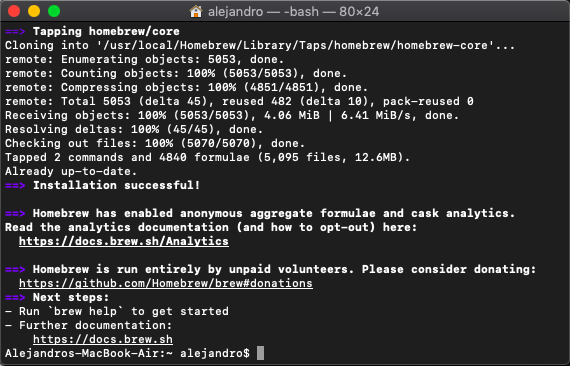 alejandro — -bash — 80×24
==> Tapping homebrew/core
Cloning into '/usr/local/Homebrew/Library/Taps/homebrew/homebrew-core'...
remote: Enumerating objects: 5053, done.
remote: Counting objects: 100% (5053/5053), done.
remote: Compressing objects: 100% (4851/4851), done.
remote: Total 5053 (delta 45), reused 482 (delta 10), pack-reused 0
Receiving objects: 100% (5053/5053), 4.06 MiB | 6.41 MiB/s, done.
Resolving deltas: 100% (45/45), done.
Checking out files: 100% (5070/5070), done.
Tapped 2 commands and 4840 formulae (5,095 files, 12.6MB).
Already up-to-date.
==> Installation successful!
==> Homebrew has enabled anonymous aggregate formulae and cask analytics.
Read the analytics documentation (and how to opt-out) here:
https://docs.brew.sh/Analytics
==> Homebrew is run entirely by unpaid volunteers. Please consider donating:
https://github.com/Homebrew/brew#donations
==> Next steps:
- Run `brew help` to get started
- Further documentation:
https://docs.brew.sh
Alejandros-MacBook-Air:~ alejandro$